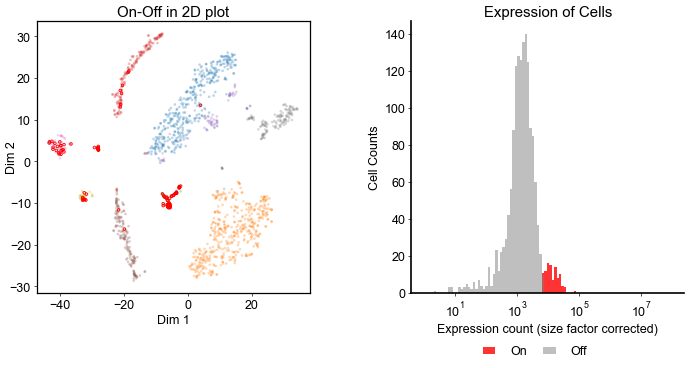 On-Off in 2D plot
30
20
10
0
−10
−20
−30
Dim 2
−40
−20
0
20
Dim 1
Expression of Cells
140
120
100
80
60
40
20
0
Cell Counts
10^1
10^3
10^5
10^7
Expression count (size factor corrected)
On
Off